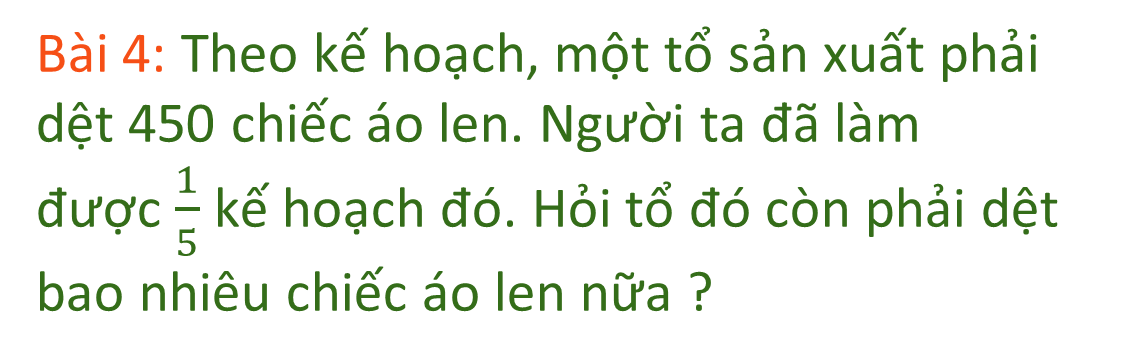 Bài 4: Theo kế hoạch, một tổ sản xuất phải
dệt 450 chiếc áo len. Người ta đã làm
được 1/5 kế hoạch đó. Hỏi tổ đó còn phải dệt
bao nhiêu chiếc áo len nữa ?